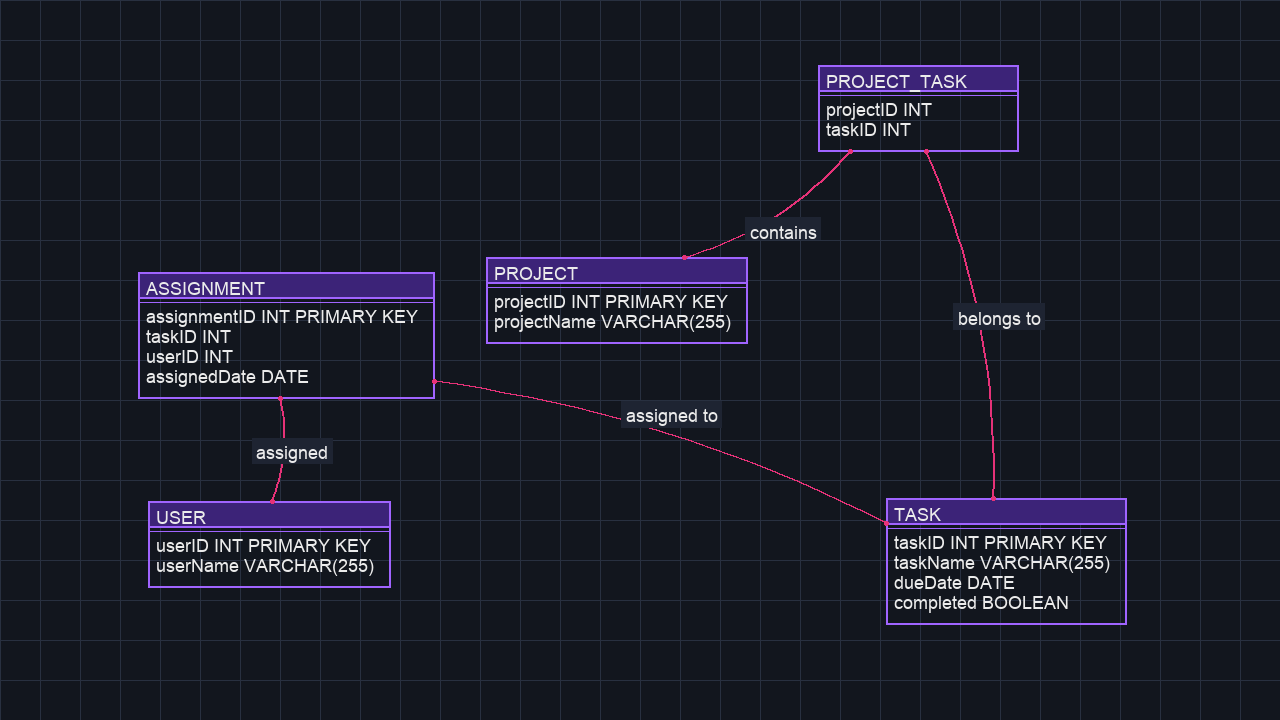 PROJECT_TASK
projectID INT
taskID INT
contains
PROJECT
projectID INT PRIMARY KEY
projectName VARCHAR(255)
ASSIGNMENT
assignmentID INT PRIMARY KEY
taskID INT
userID INT
assignedDate DATE
belongs to
assigned to
assigned
USER
userID INT PRIMARY KEY
userName VARCHAR(255)
TASK
taskID INT PRIMARY KEY
taskName VARCHAR(255)
dueDate DATE
completed BOOLEAN